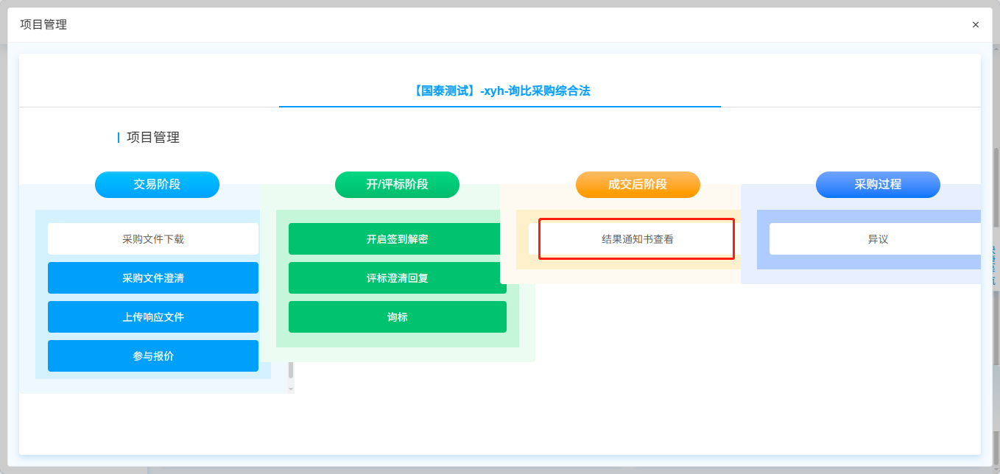 项目管理
×
【国泰测试】-xyh-询比采购综合法
项目管理
交易阶段
采购文件下载
采购文件澄清
上传响应文件
参与报价
开/评标阶段
开启签到解密
评标澄清回复
询标
成交后阶段
结果通知书查看
采购过程
异议